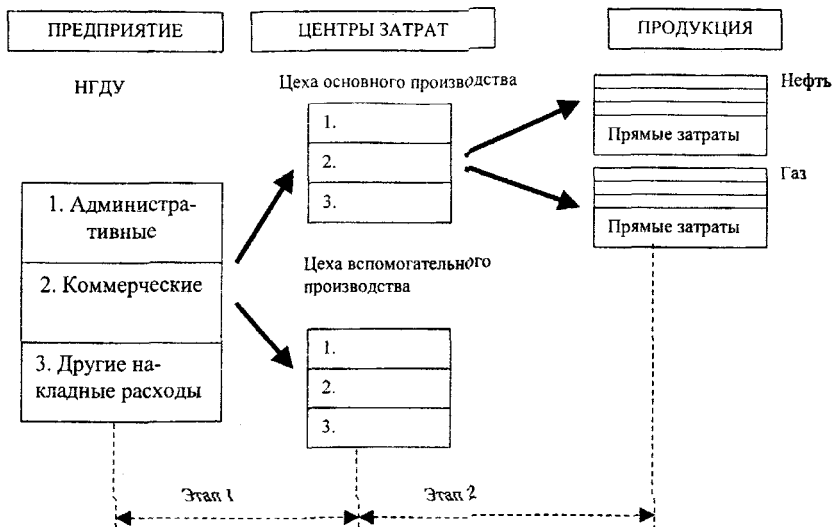 ПРЕДПРИЯТИЕ
ЦЕНТРЫ ЗАТРАТ
ПРОДУКЦИЯ
НГДУ
Цеха основного производства
Нефть
1.
2.
3.
Прямые затраты
Газ
Прямые затраты
1. Администра-
тивные
2. Коммерческие
3. Другие на-
кладные расходы
Цеха вспомогательного
производства
1.
2.
3.
Этап 1
Этап 2